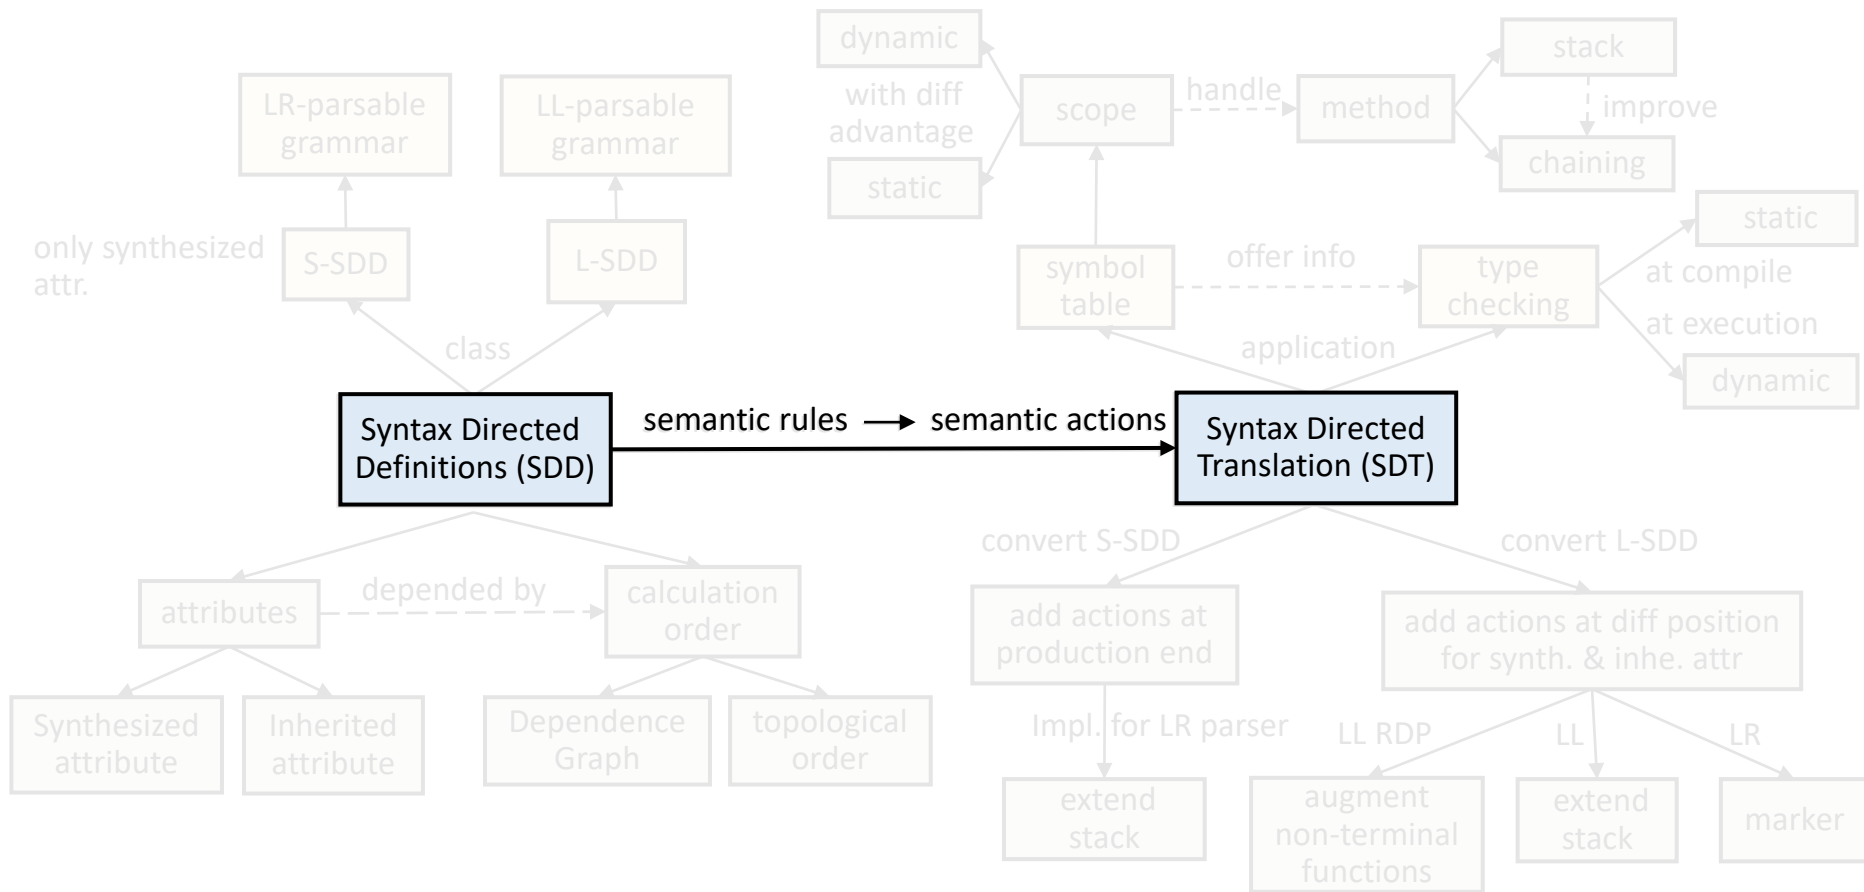 dynamic
stack
LR-parsable
grammar
LL-parsable
grammar
with diff
advantage
scope
handle
method
improve
static
chaining
only synthesized
attr.
S-SDD
L-SDD
symbol
table
offer info
type
checking
static
at compile
at execution
class
application
dynamic
Syntax Directed
Definitions (SDD)
semantic rules
semantic actions
Syntax Directed
Translation (SDT)
convert S-SDD
convert L-SDD
attributes
depended by
calculation
order
add actions at
production end
add actions at diff position
for synth. & inhe. attr
Synthesized
attribute
Inherited
attribute
Dependence
Graph
topological
order
Impl. for LR parser
LL RDP
LL
LR
extend
stack
augment
non-terminal
functions
extend
stack
marker